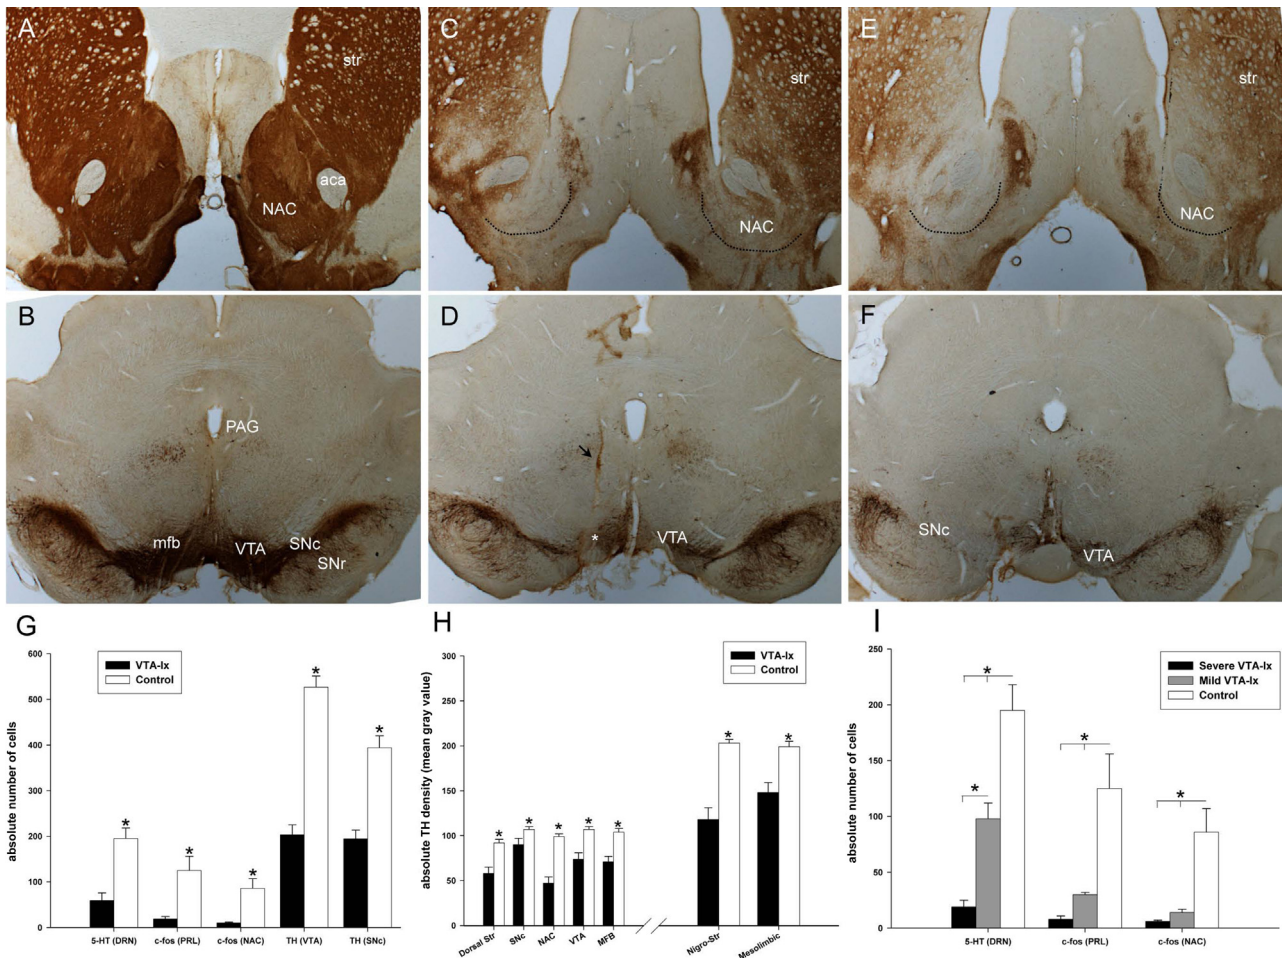 A
str
aca
NAC
C
str
NAC
E
str
NAC
B
PAG
mfb
VTA
SNc
SNr
D
*
VTA
F
SNc
VTA
G
absolute number of cells
600
500
400
300
200
100
0
VTA-lx
Control
*
*
*
*
*
5-HT (DRN)
c-fos (PRL)
c-fos (NAC)
TH (VTA)
TH (SNc)
H
absolute TH density (mean gray value)
300
250
200
150
100
50
0
VTA-lx
Control
*
*
*
*
*
*
*
Dorsal Str
SNc
NAC
VTA
MFB
Nigro-Str
Mesolimbic
I
absolute number of cells
250
200
150
100
50
0
Severe VTA-lx
Mild VTA-lx
Control
*
*
*
*
5-HT (DRN)
c-fos (PRL)
c-fos (NAC)